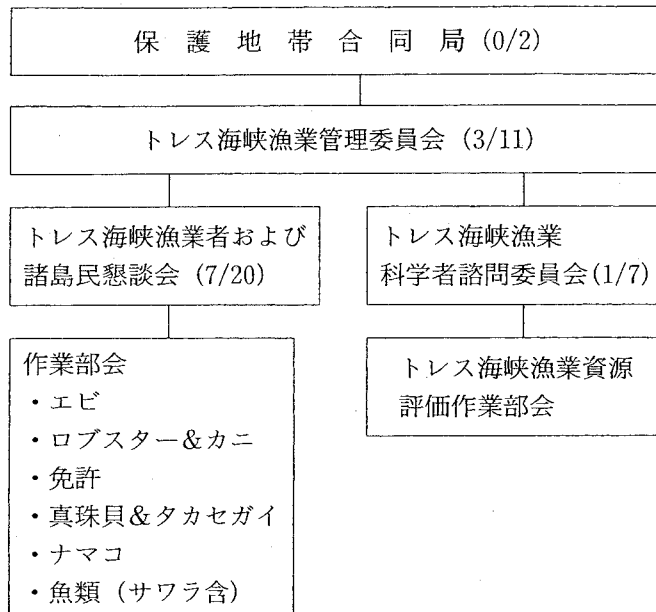 保護地帯合同局 (0/2)
トレス海峡漁業管理委員会 (3/11)
トレス海峡漁業者および
諸島民懇談会 (7/20)
トレス海峡漁業
科学者諮問委員会(1/7)
作業部会
・エビ
・ロブスター&カニ
・免許
・真珠貝&タカセガイ
・ナマコ
・魚類(サワラ含)
トレス海峡漁業資源
評価作業部会